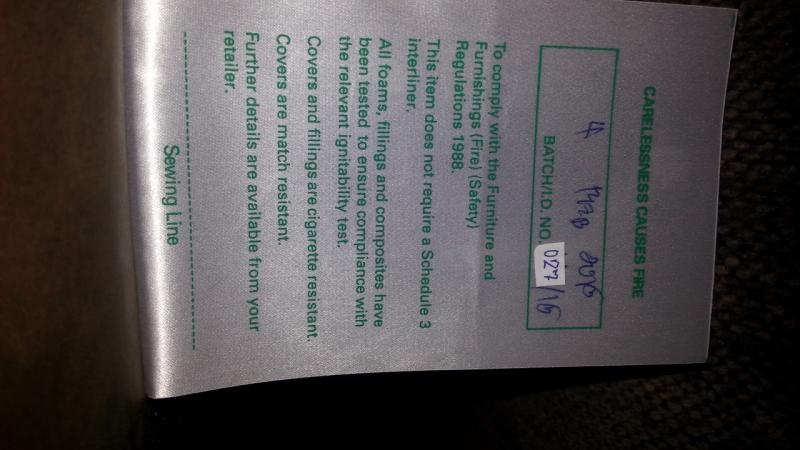 CARELESSNESS CAUSES FIRE
BATCH/I.D. NO. 027/16
To comply with the Furniture and
Furnishings (Fire) (Safety)
Regulations 1988.
This item does not require a Schedule 3
interliner.
All foams, fillings and composites have
been tested to ensure compliance with
the relevant ignitability test.
Covers and fillings are cigarette resistant.
Covers are match resistant.
Further details are available from your
retailer.
Sewing Line